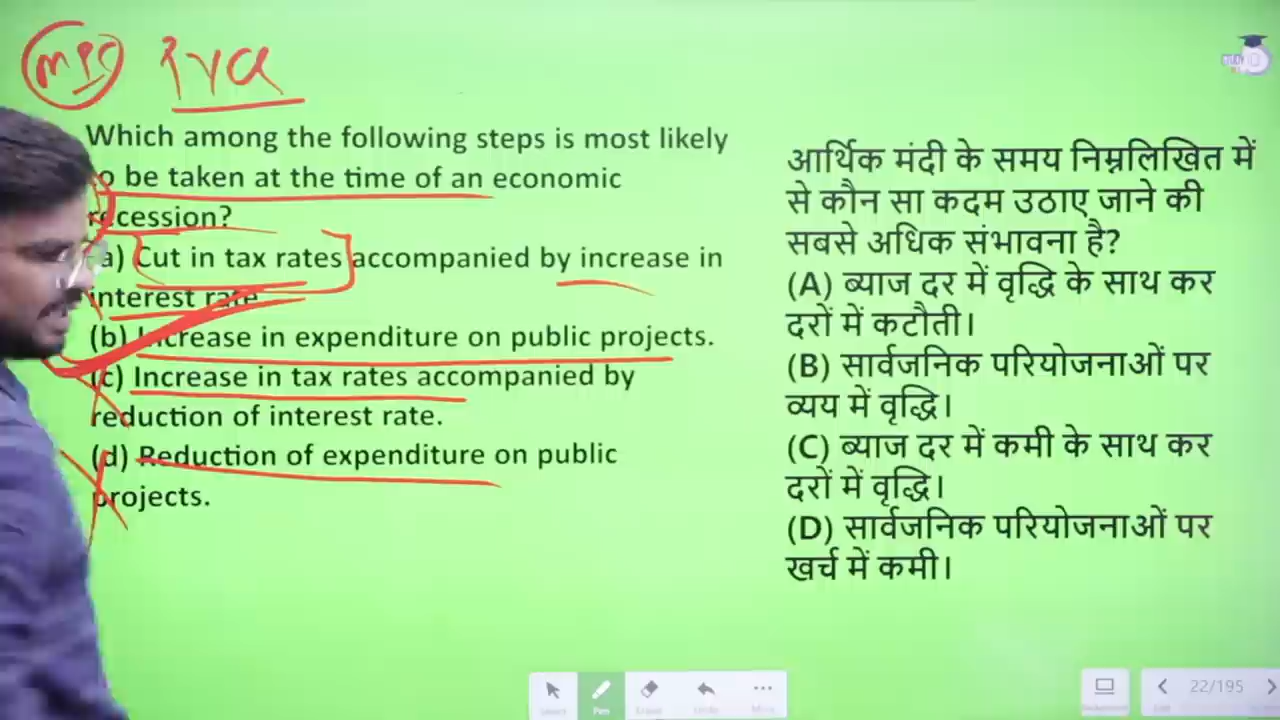 Which among the following steps is most likely
to be taken at the time of an economic
recession?
a) Cut in tax rates accompanied by increase in
interest rate
(b) Increase in expenditure on public projects.
(c) Increase in tax rates accompanied by
reduction of interest rate.
(d) Reduction of expenditure on public
projects.
आर्थिक मंदी के समय निम्नलिखित में
से कौन सा कदम उठाए जाने की
सबसे अधिक संभावना है?
(A) ब्याज दर में वृद्धि के साथ कर
दरों में कटौती।
(B) सार्वजनिक परियोजनाओं पर
व्यय में वृद्धि।
(C) ब्याज दर में कमी के साथ कर
दरों में वृद्धि।
(D) सार्वजनिक परियोजनाओं पर
खर्च में कमी।
22/195